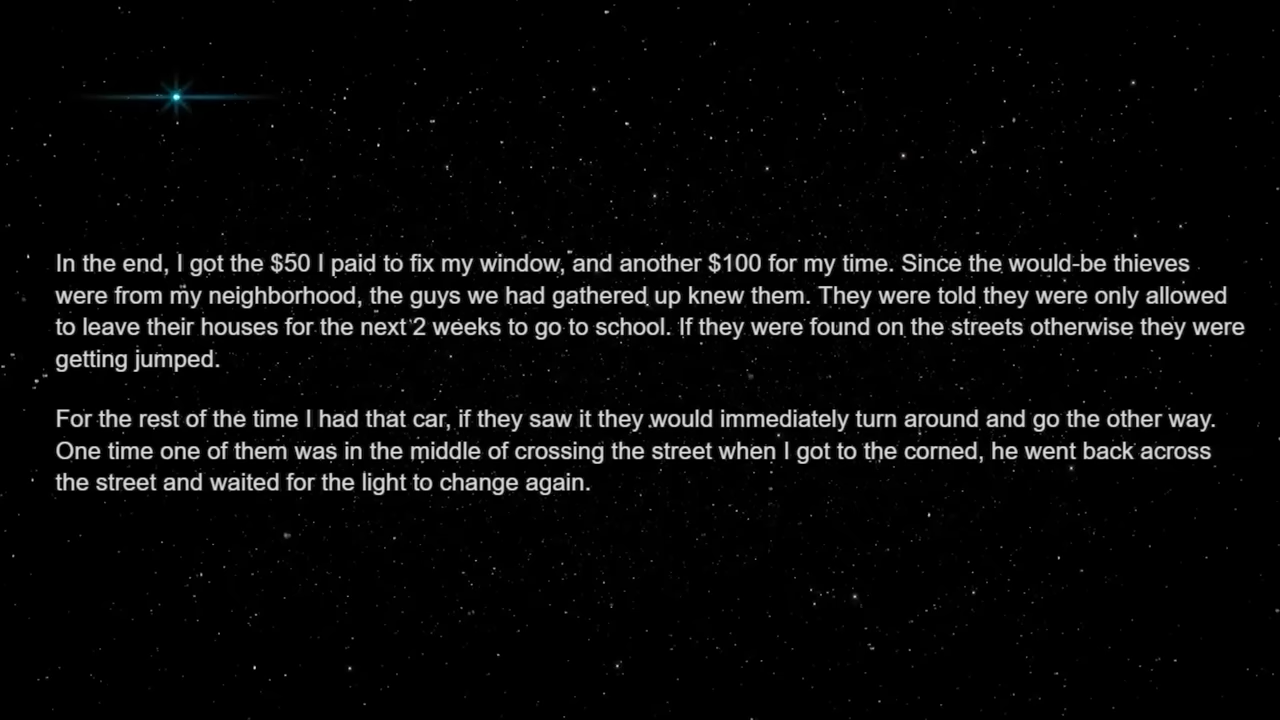 In the end, I got the $50 I paid to fix my window, and another $100 for my time. Since the would-be thieves
were from my neighborhood, the guys we had gathered up knew them. They were told they were only allowed
to leave their houses for the next 2 weeks to go to school. If they were found on the streets otherwise they were
getting jumped.
For the rest of the time I had that car, if they saw it they would immediately turn around and go the other way.
One time one of them was in the middle of crossing the street when I got to the corned, he went back across
the street and waited for the light to change again.